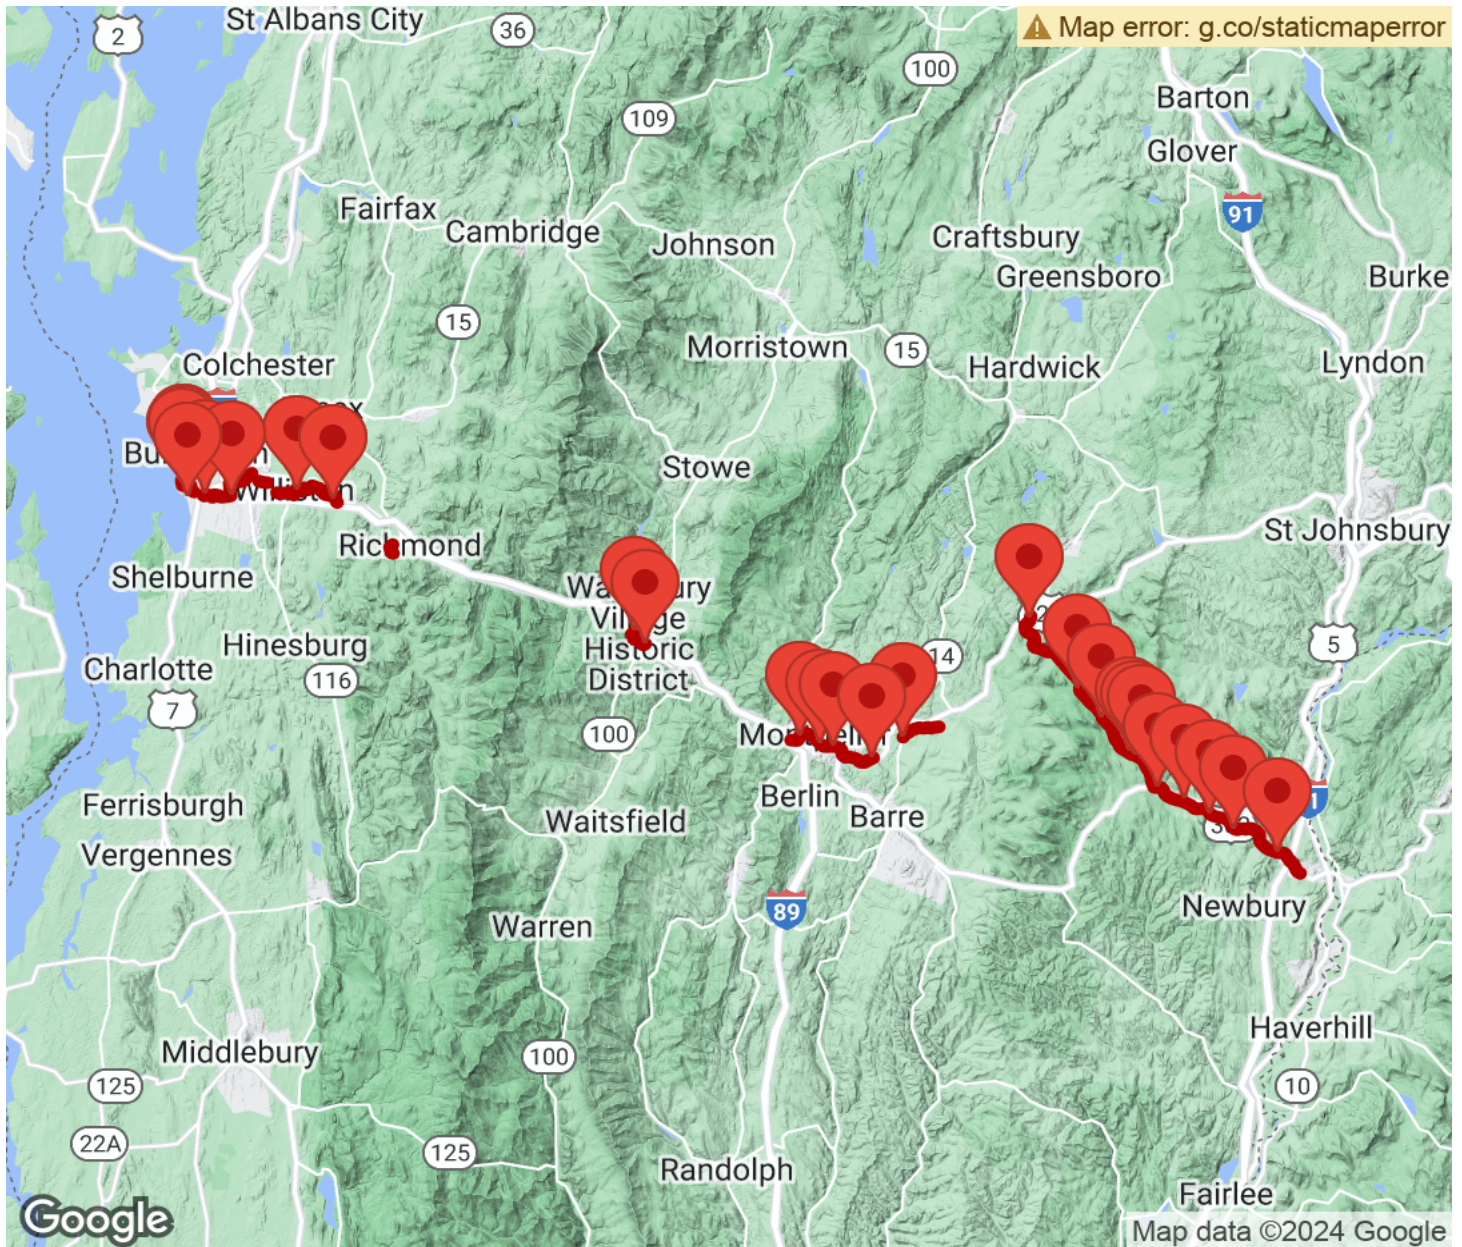 St Albans City
36
Map error: g.co/staticmaperror
2
100
Barton
109
Glover
Fairfax
91
Cambridge
Johnson
Craftsbury
Greensboro
Burke
15
Morristown
15
Colchester
Hardwick
Lyndon
Stowe
Richmond
St Johnsbury
Shelburne
Village
Historic
District
Hinesburg
14
5
Charlotte
116
7
100
Berlin
Ferrisburgh
Waitsfield
Barre
Vergennes
89
Newbury
Warren
Haverhill
Middlebury
100
125
10
22A
125
Randolph
Fairlee
Google
Map data ©2024 Google